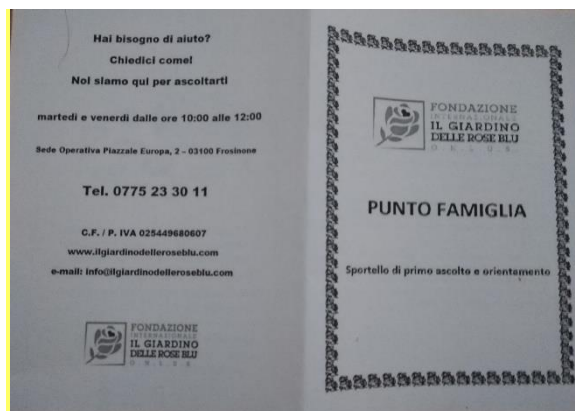 Hai bisogno di aiuto?
Chiedici come!
Noi siamo qui per ascoltarti
martedì e venerdì dalle ore 10:00 alle 12:00
Sede Operativa Piazzale Europa, 2 – 03100 Frosinone
Tel. 0775 23 30 11
C.F. / P. IVA 025449680607
www.ilgiardinodelleroseblu.com
e-mail: info@ilgiardinodelleroseblu.com
FONDAZIONE
INTERNAZIONALE
IL GIARDINO
DELLE ROSE BLU
O.N.L.U.S.
FONDAZIONE
INTERNAZIONALE
IL GIARDINO
DELLE ROSE BLU
O.N.L.U.S.
PUNTO FAMIGLIA
Sportello di primo ascolto e orientamento